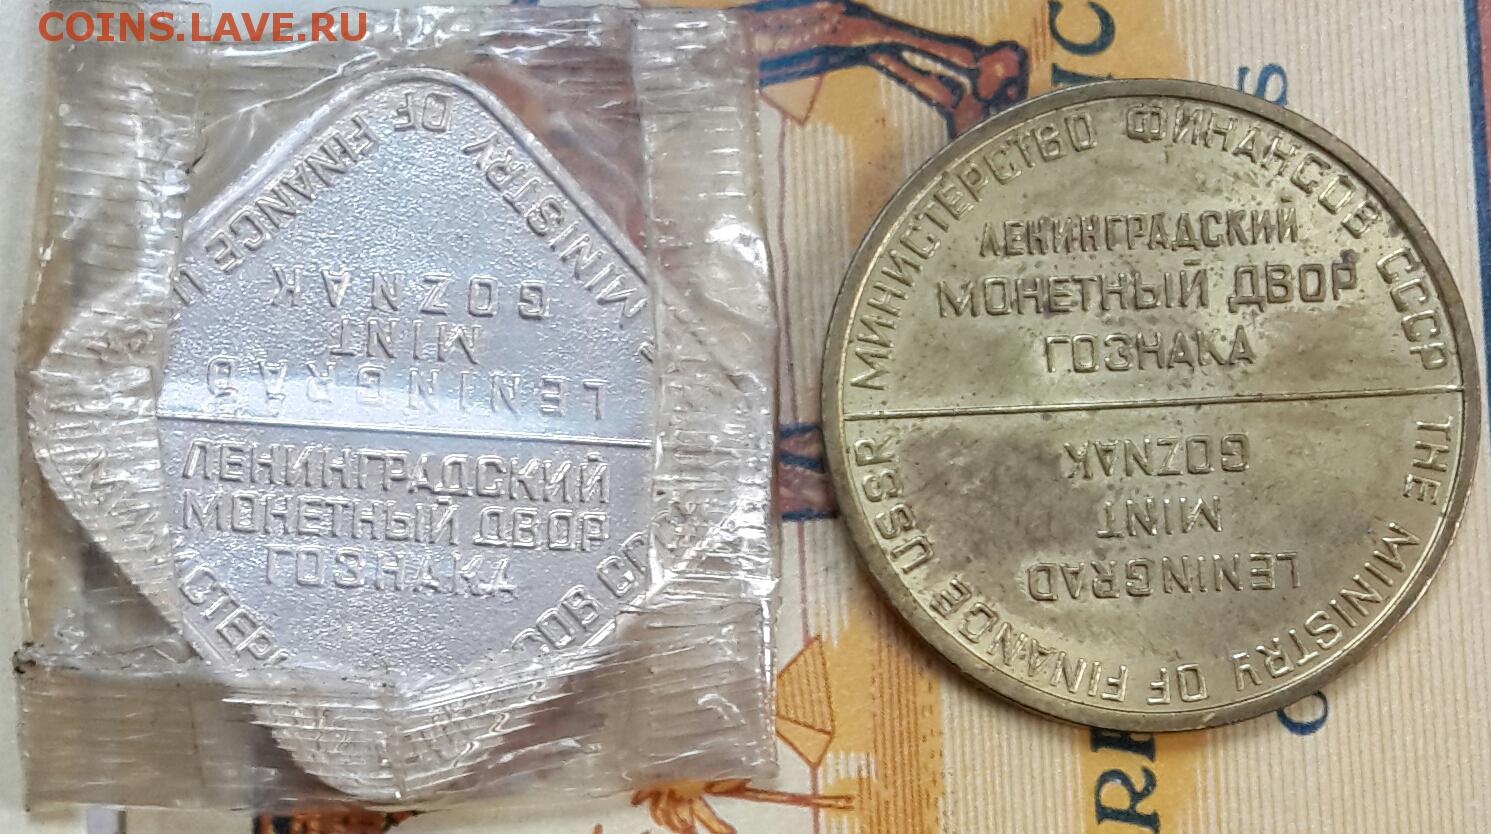 COINS.LAVE.RU
MINISTRY OF FINANCE U
GOZNAK
MINT
LENINGRAD
ЛЕНИНГРАДСКИЙ
МОНЕТНЫЙ ДВОР
ГОЗНАКА
МИНИСТЕРСТВО ФИНАНСОВ СССР
ЛЕНИНГРАДСКИЙ
МОНЕТНЫЙ ДВОР
ГОЗНАКА
THE MINISTRY OF FINANCE USSR
LENINGRAD
MINT
GOZNAK